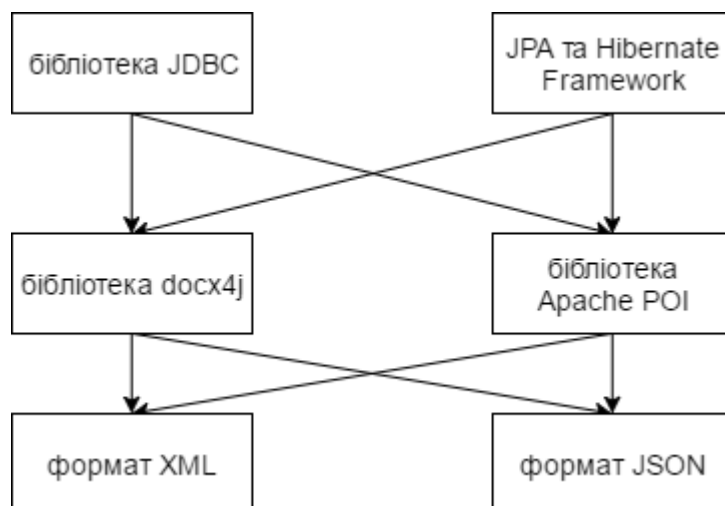 бібліотека JDBC
JPA та Hibernate
Framework
бібліотека docx4j
бібліотека
Apache POI
формат XML
формат JSON